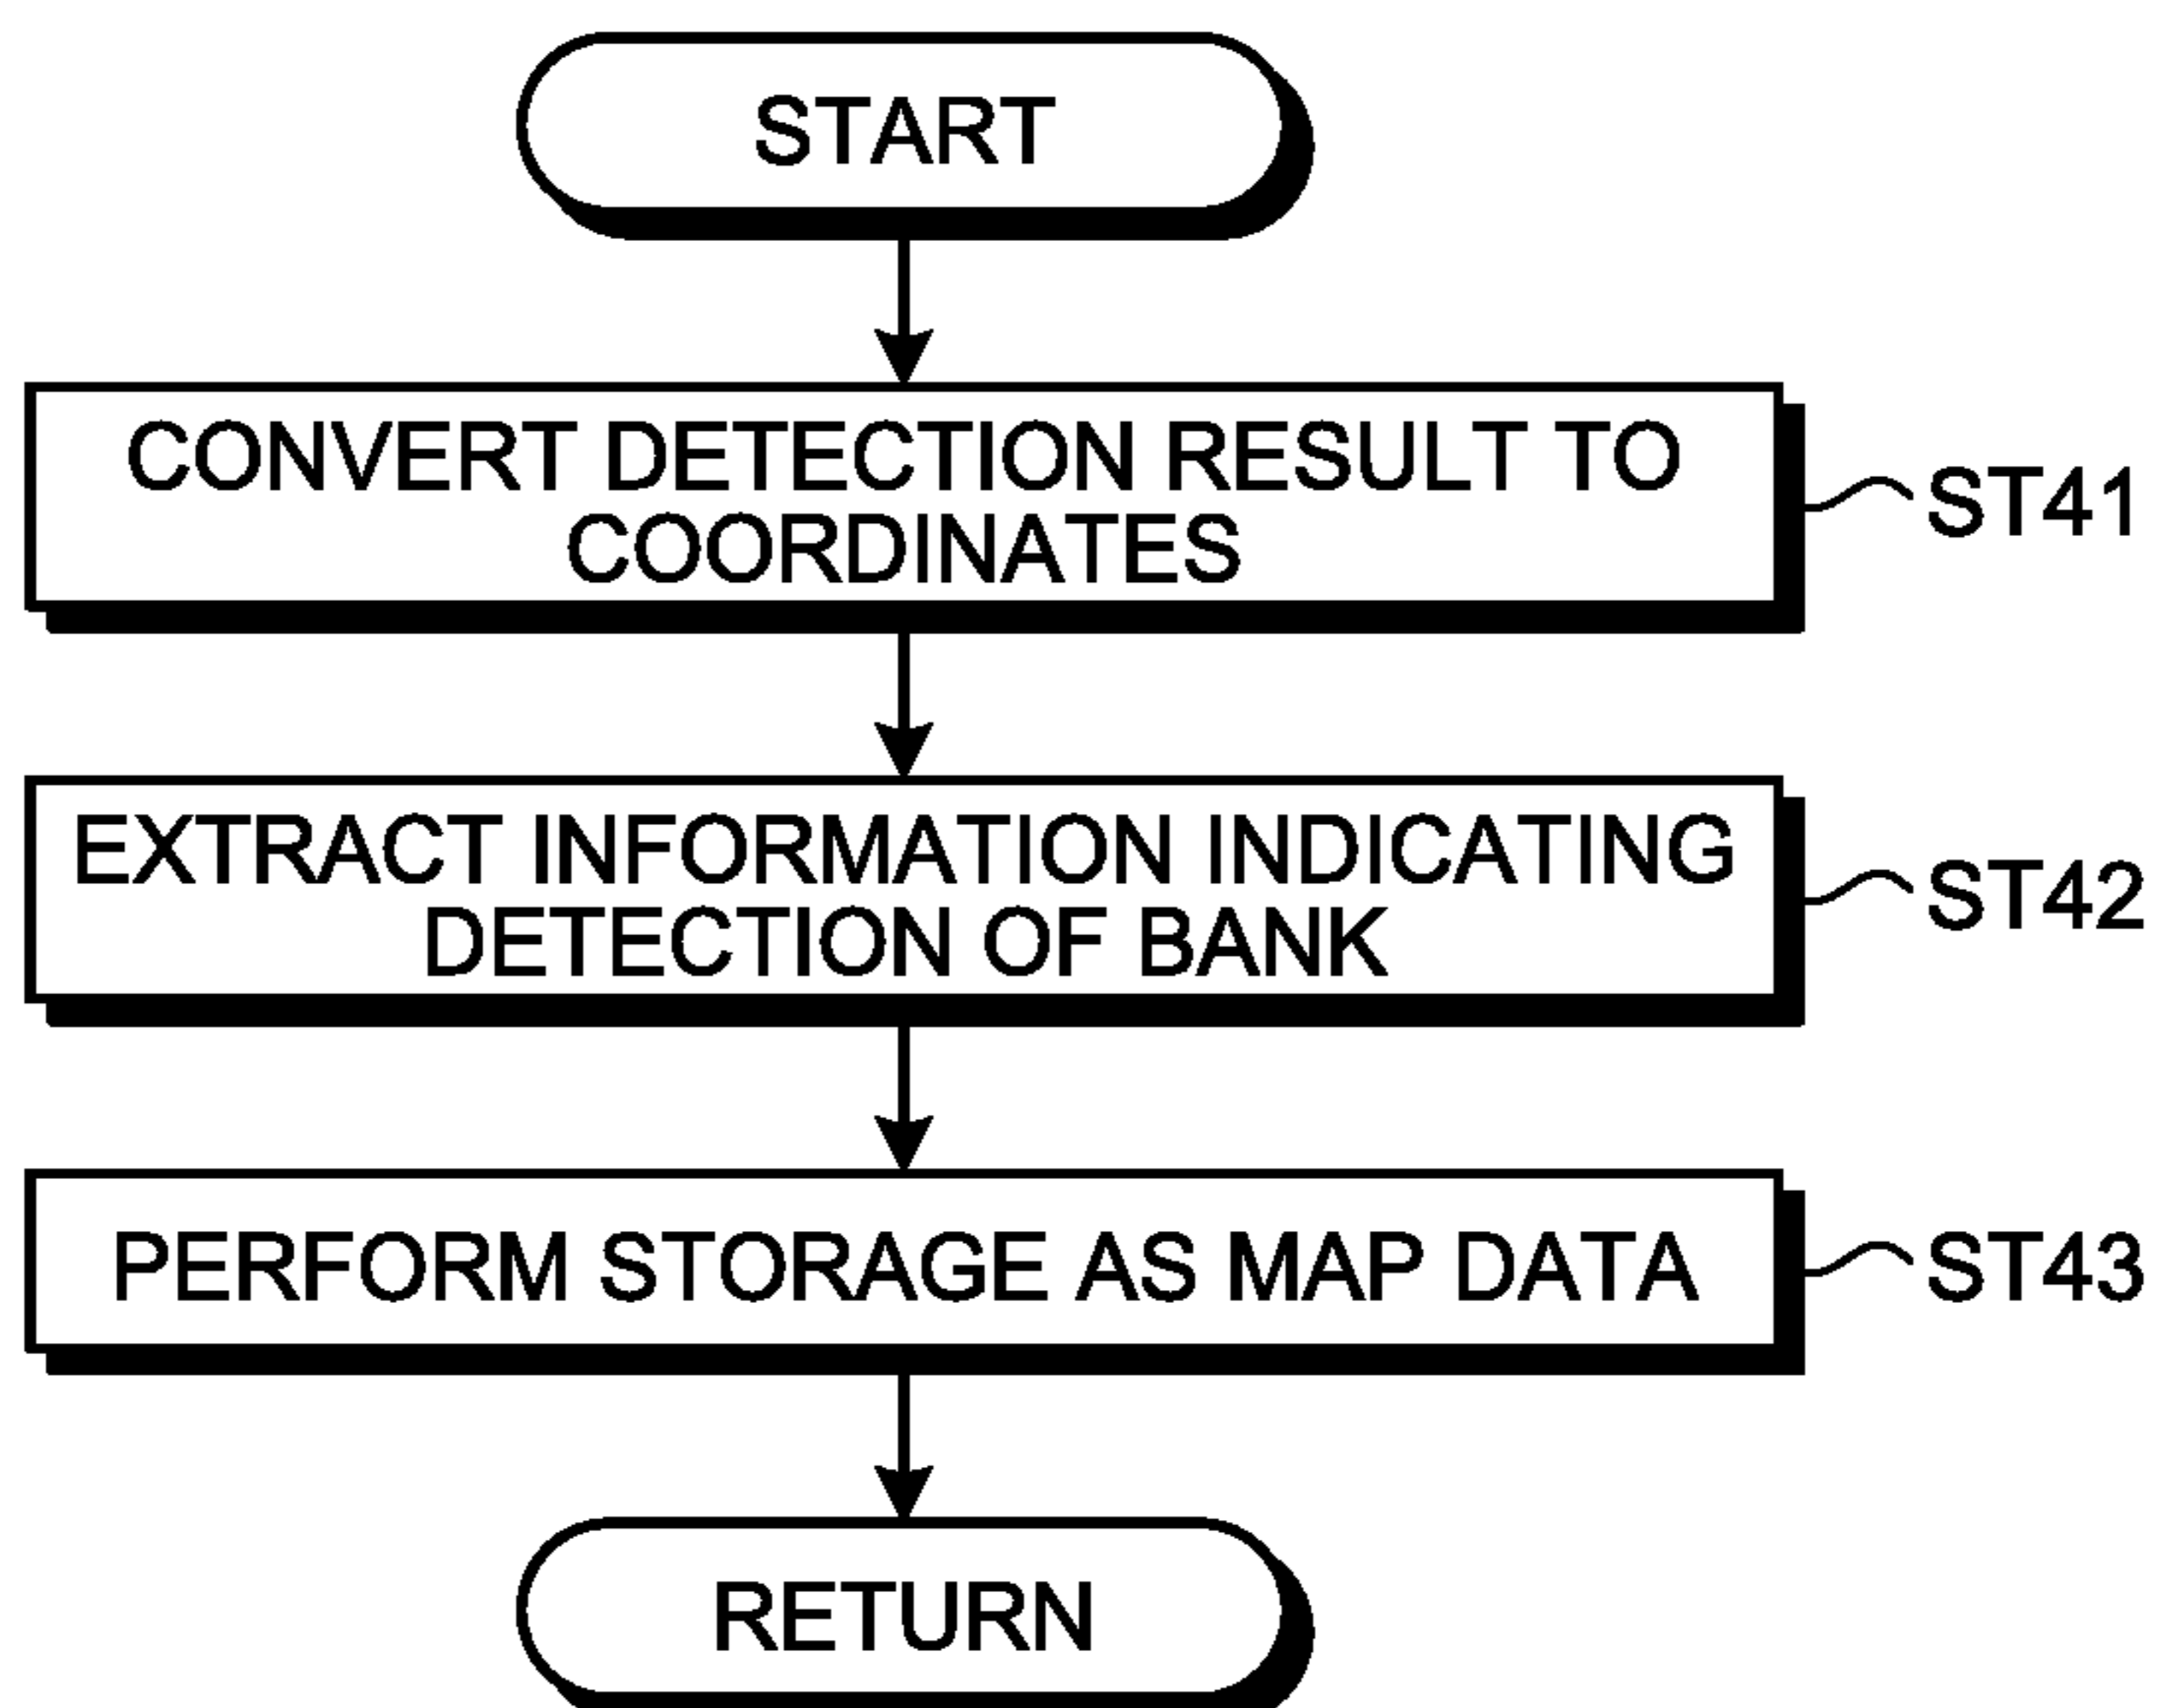 START
CONVERT DETECTION RESULT TO
COORDINATES
ST41
EXTRACT INFORMATION INDICATING
DETECTION OF BANK
ST42
PERFORM STORAGE AS MAP DATA
ST43
RETURN